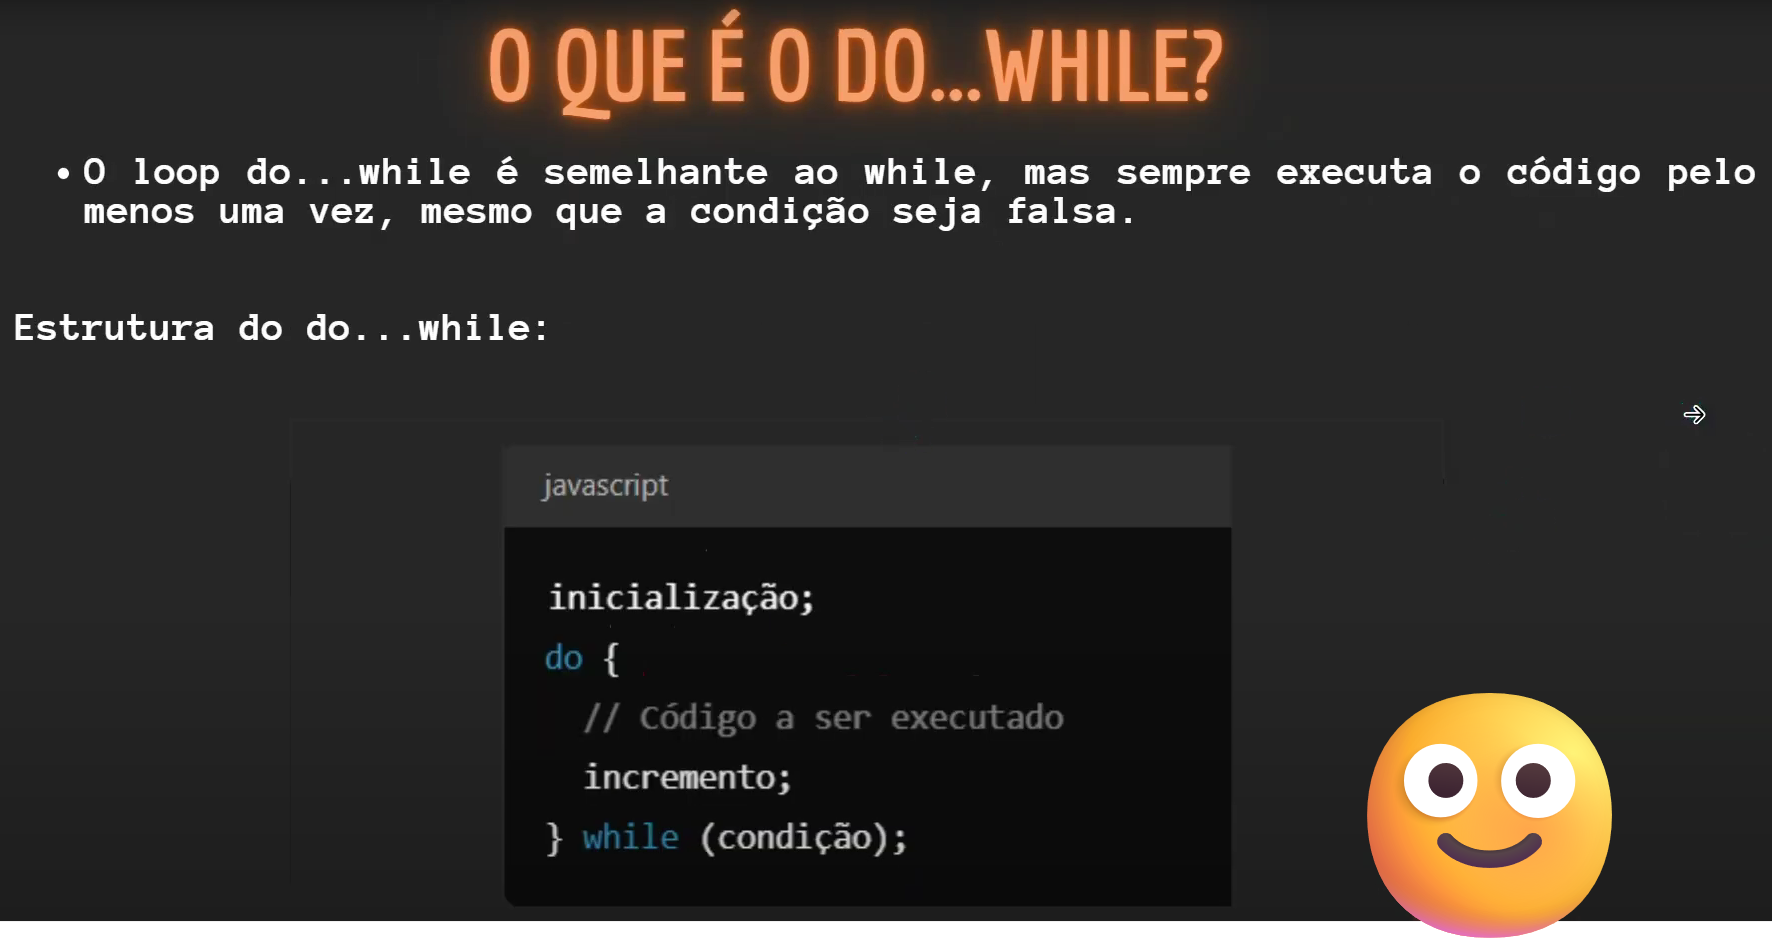 O QUE É O DO...WHILE?
• O loop do...while é semelhante ao while, mas sempre executa o código pelo
menos uma vez, mesmo que a condição seja falsa.
Estrutura do do...while:
javascript
inicialização;
do {
// Código a ser executado
incremento;
} while (condição);